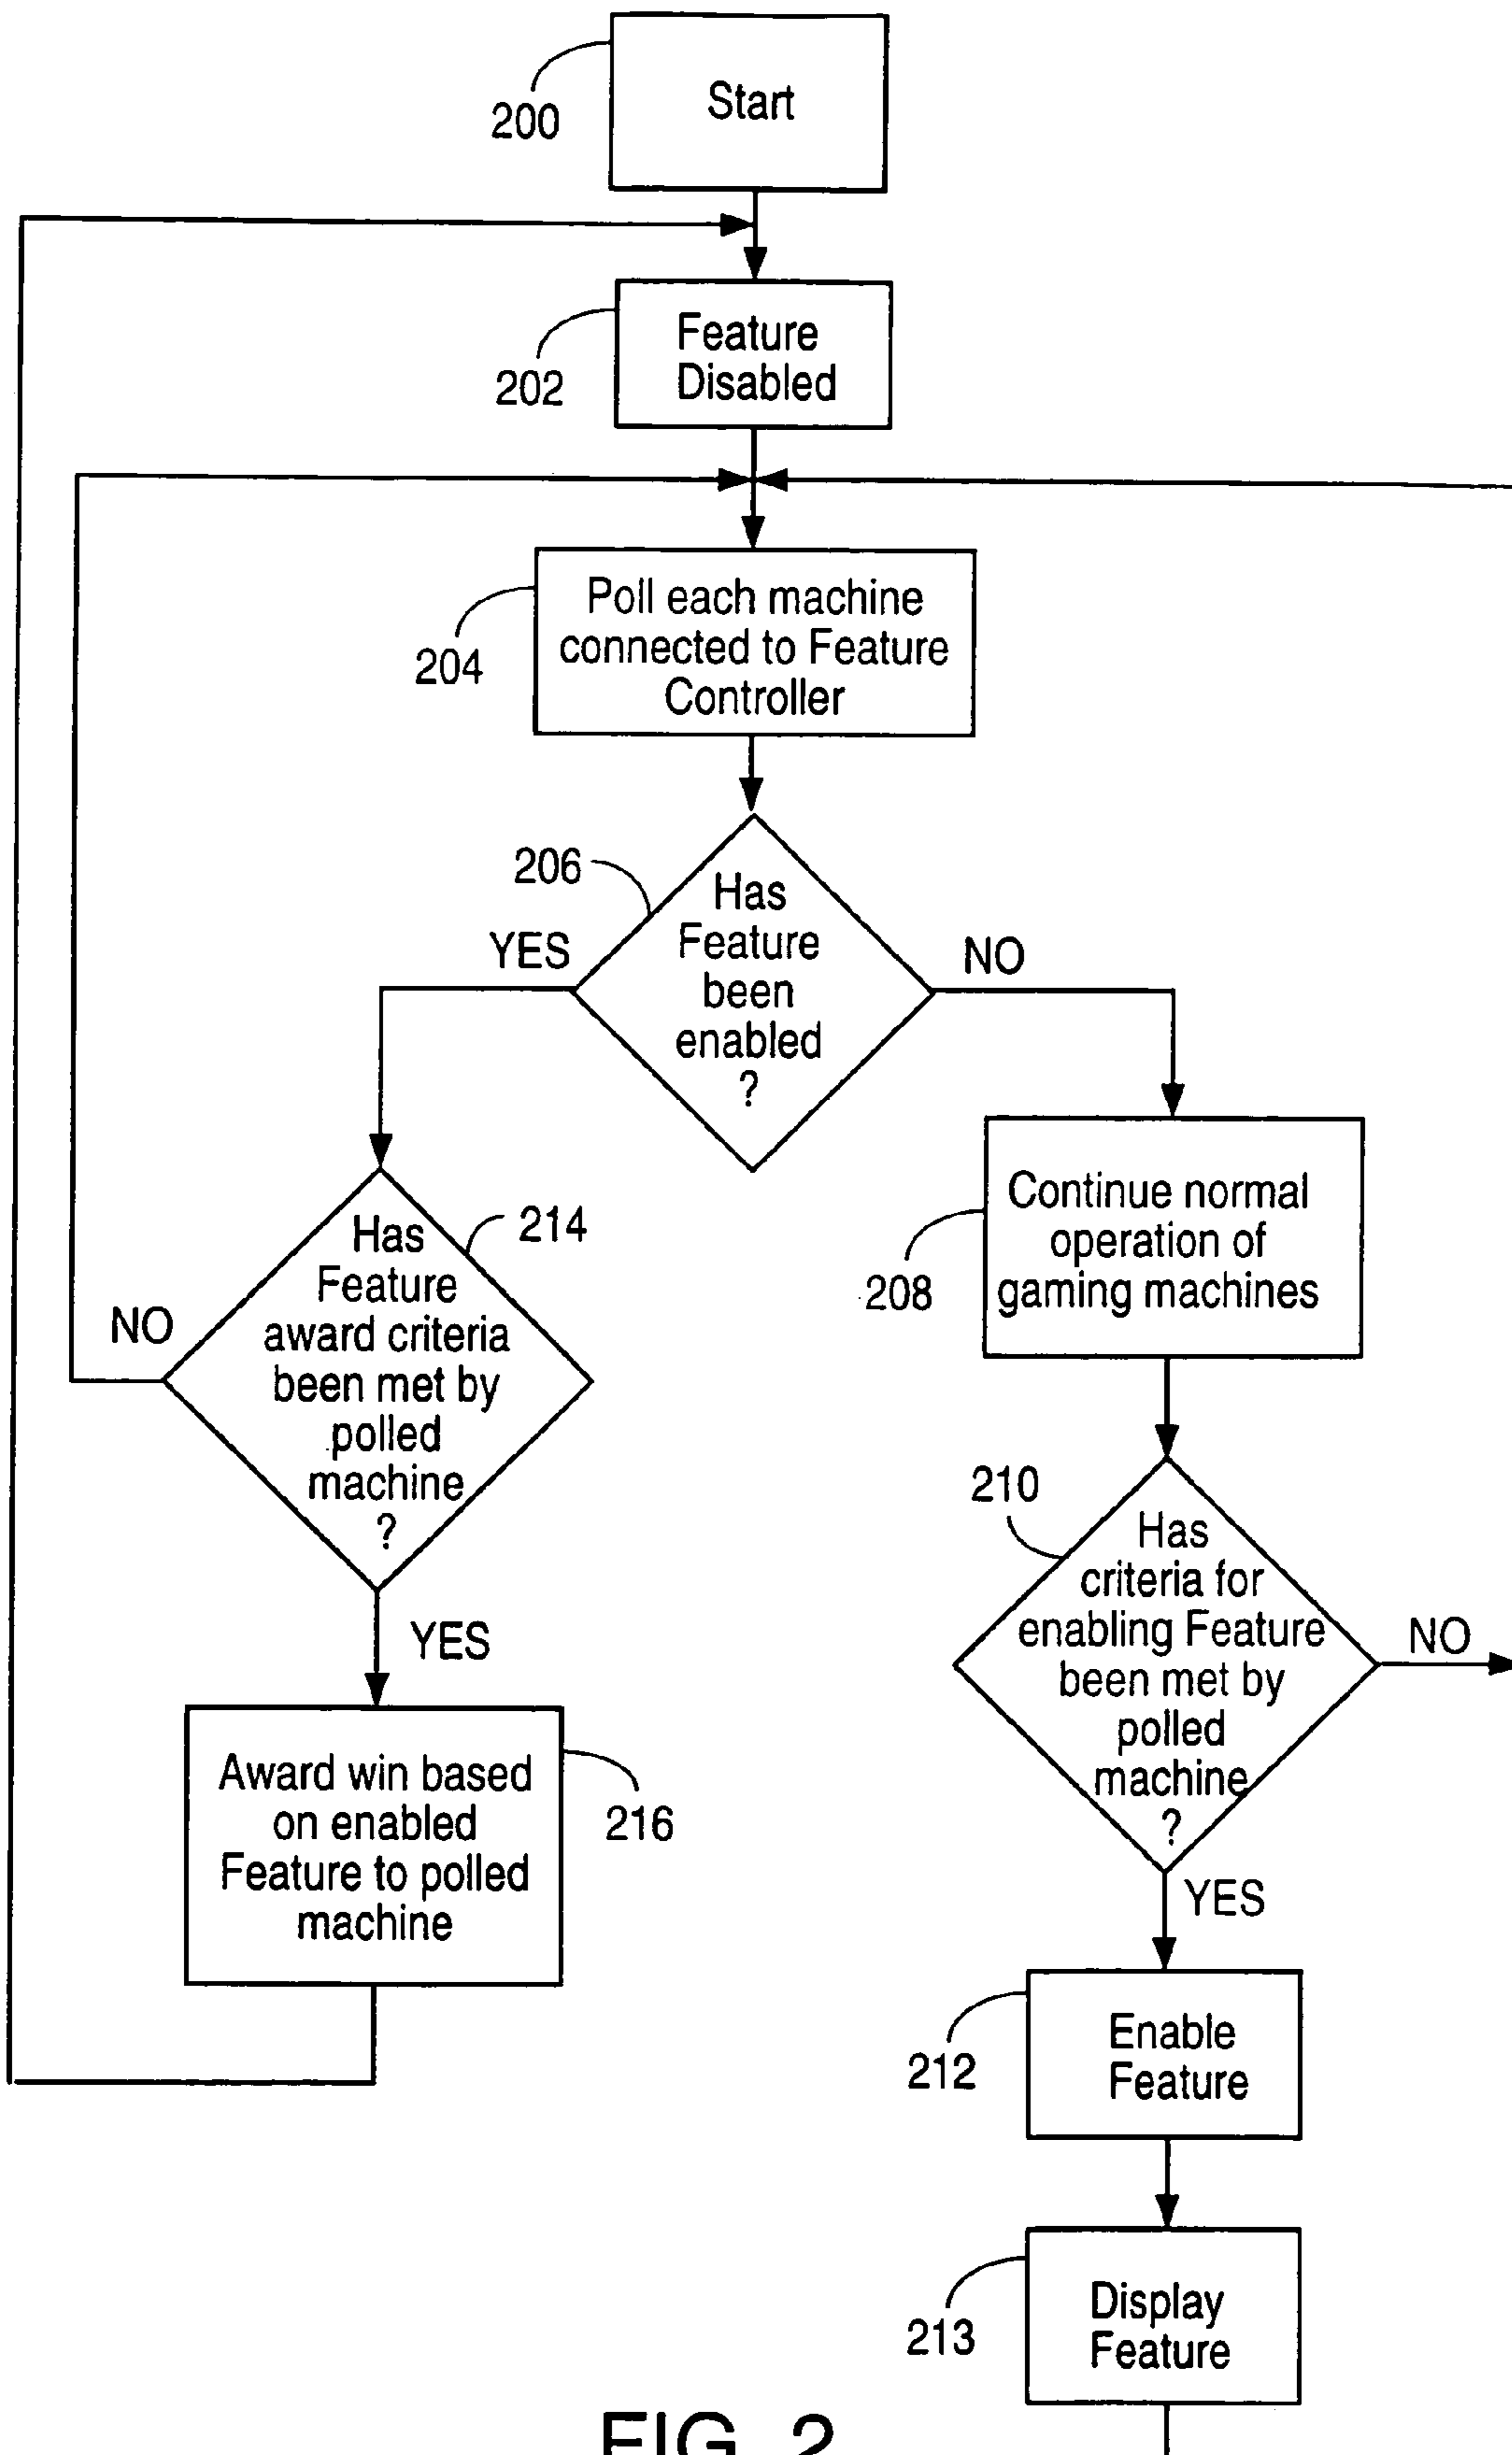 Start
200
Feature
Disabled
202
Poll each machine
connected to Feature
Controller
204
206
Has
Feature
been
enabled
?
YES
NO
Has
Feature
award criteria
been met by
polled
machine
?
214
NO
YES
Continue normal
operation of
gaming machines
208
210
Has
criteria for
enabling Feature
been met by
polled
machine
?
NO
YES
Award win based
on enabled
Feature to polled
machine
216
Enable
Feature
212
Display
Feature
213
FIG. 2